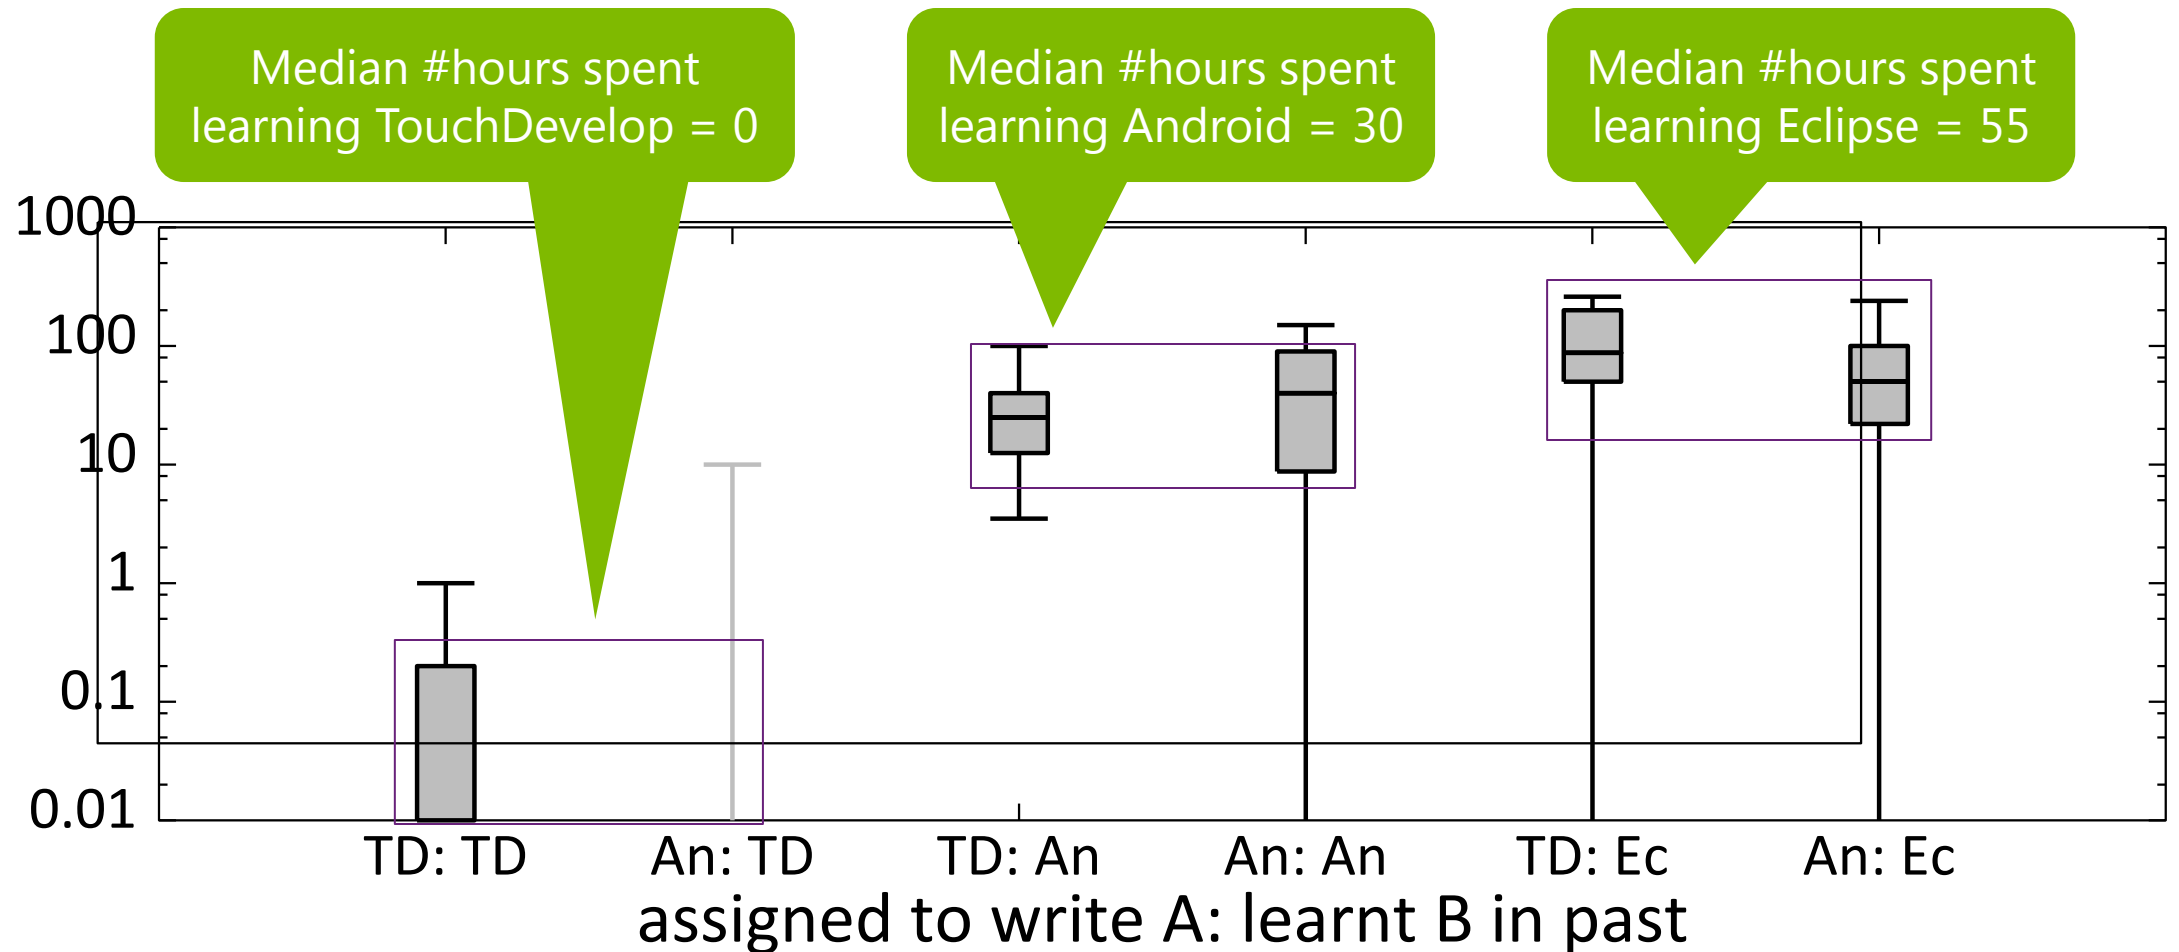 Median #hours spent
learning TouchDevelop = 0
Median #hours spent
learning Android = 30
Median #hours spent
learning Eclipse = 55
1000
100
10
1
0.1
0.01
TD: TD
An: TD
TD: An
An: An
TD: Ec
An: Ec
assigned to write A: learnt B in past